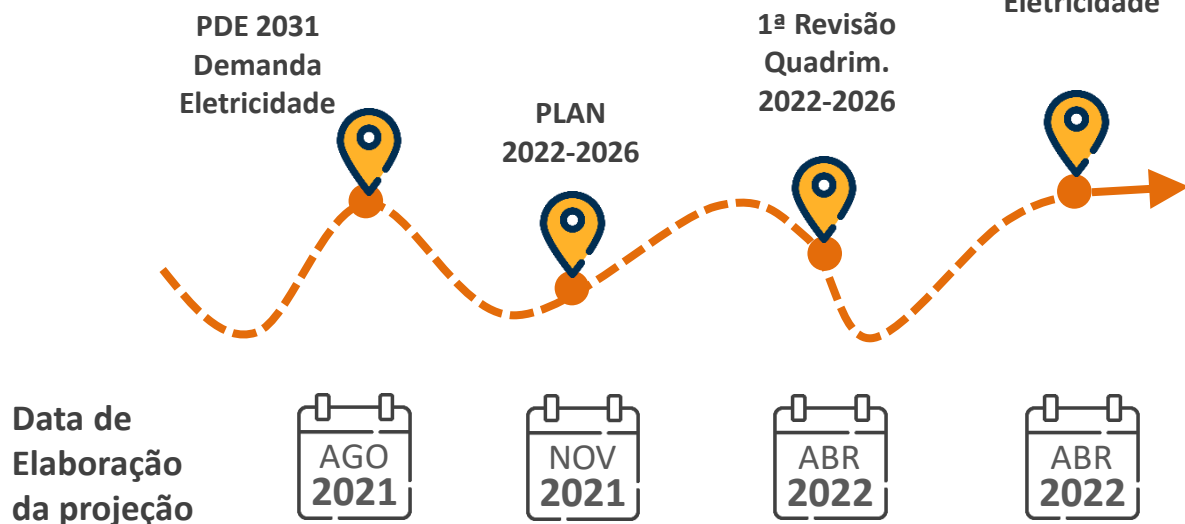 PDE 2031
Demanda
Eletricidade
PLAN
2022-2026
1ª Revisão
Quadrim.
2022-2026
Eletricidade
Data de
Elaboração
da projeção
AGO
2021
NOV
2021
ABR
2022
ABR
2022